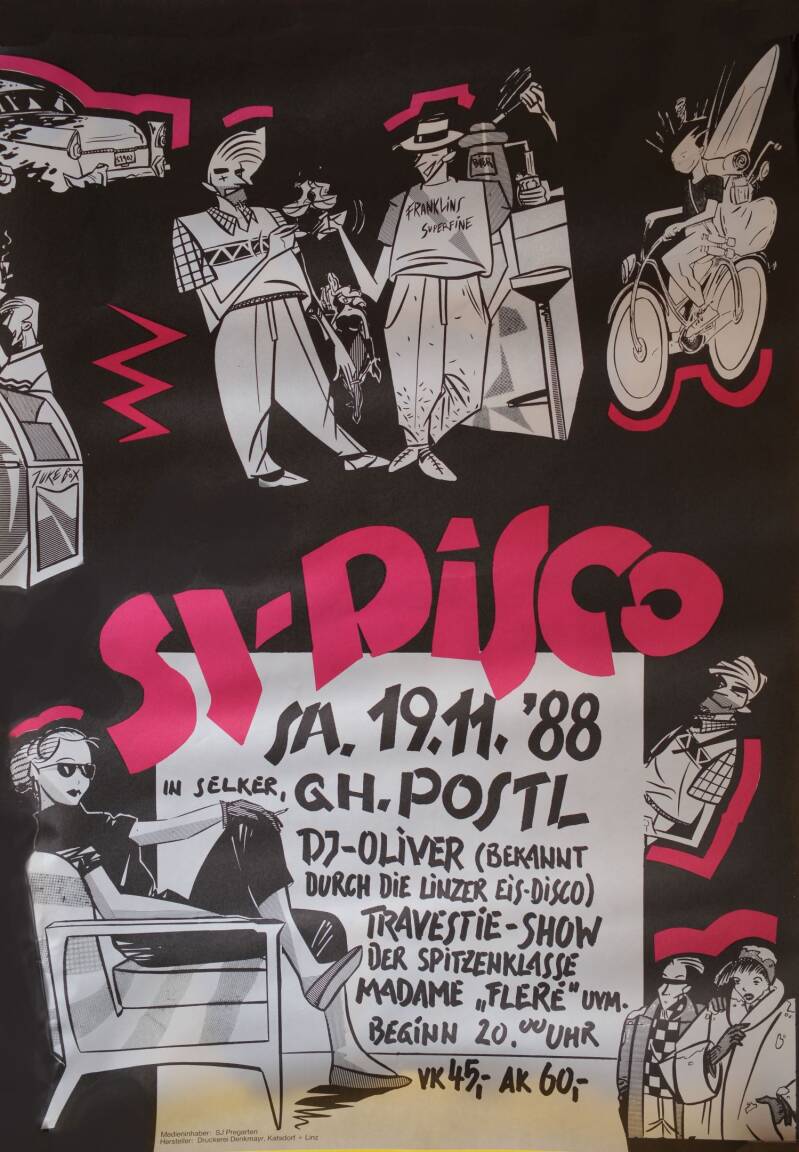 FRANKLINS
SUPERFINE
JUKE BOX
SJ-DISCO
SA. 19.11. '88
IN SELKER, GH. POSTL
DJ-OLIVER (BEKANNT
DURCH DIE LINZER EIS-DISCO)
TRAVESTIE-SHOW
DER SPITZENKLASSE
MADAME „FLERÉ“ UVM.
BEGINN 20.00 UHR
VK 45,- AK 60,-
Medieninhaber: SJ Pregarten
Hersteller: Druckerei Denkmayr, Katsdorf + Linz